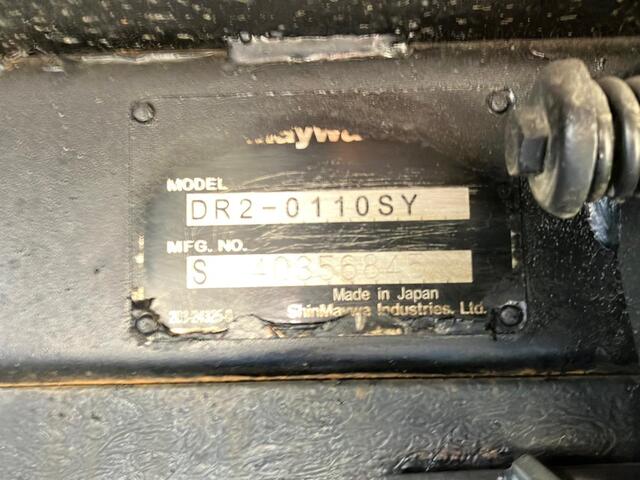 MODEL
DR2-0110SY
MFG. NO.
S
Made in Japan
ShinMaywa Industries, Ltd.